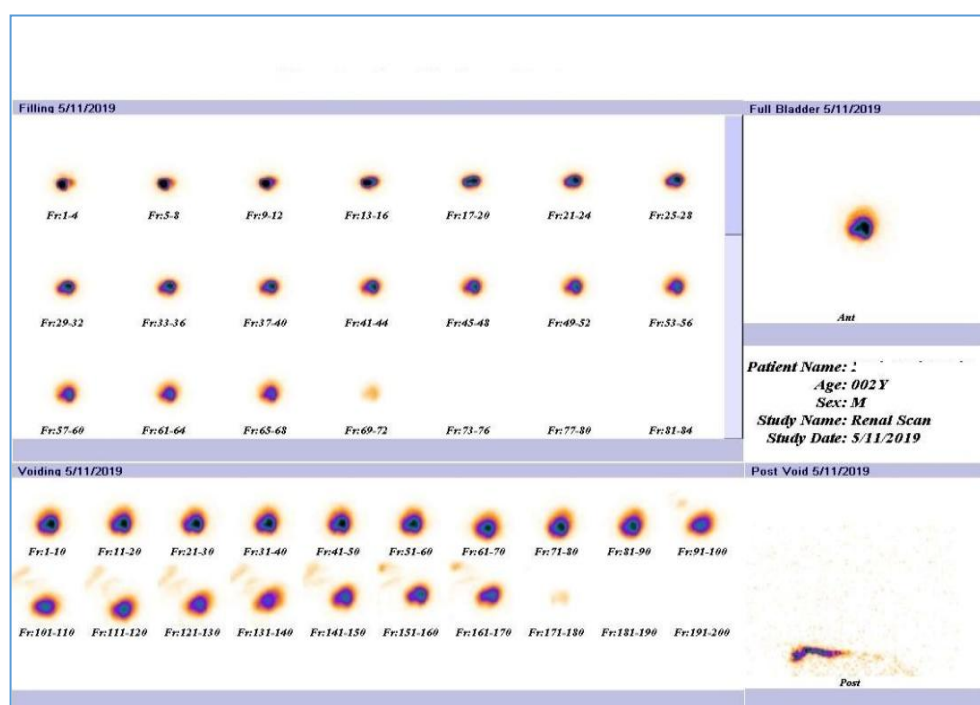 Filling 5/11/2019
Fr:1-4 Fr:5-8 Fr:9-12 Fr:13-16 Fr:17-20 Fr:21-24 Fr:25-28
Fr:29-32 Fr:33-36 Fr:37-40 Fr:41-44 Fr:45-48 Fr:49-52 Fr:53-56
Fr:57-60 Fr:61-64 Fr:65-68 Fr:69-72 Fr:73-76 Fr:77-80 Fr:81-84
Full Bladder 5/11/2019
Ant
Patient Name:
Age: 002Y
Sex: M
Study Name: Renal Scan
Study Date: 5/11/2019
Voiding 5/11/2019
Fr:1-10 Fr:11-20 Fr:21-30 Fr:31-40 Fr:41-50 Fr:51-60 Fr:61-70 Fr:71-80 Fr:81-90 Fr:91-100
Fr:101-110 Fr:111-120 Fr:121-130 Fr:131-140 Fr:141-150 Fr:151-160 Fr:161-170 Fr:171-180 Fr:181-190 Fr:191-200
Post Void 5/11/2019
Post